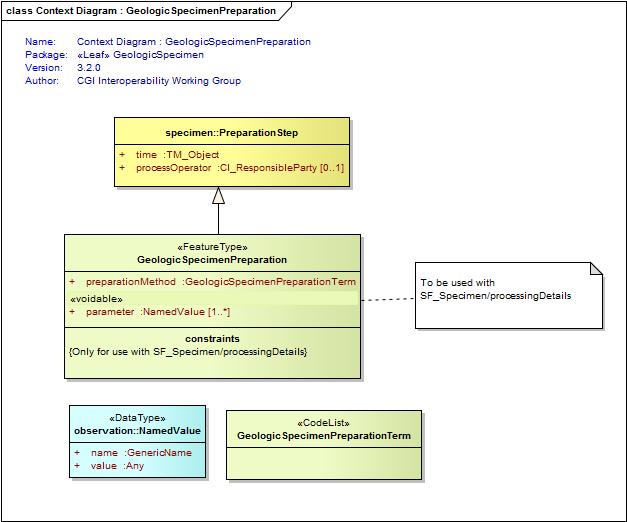 class Context Diagram : GeologicSpecimenPreparation
Name: Context Diagram : GeologicSpecimenPreparation
Package: «Leaf» GeologicSpecimen
Version: 3.2.0
Author: CGI Interoperability Working Group
specimen::PreparationStep
+ time :TM_Object
+ processOperator :CI_ResponsibleParty [0..1]
«FeatureType»
GeologicSpecimenPreparation
+ preparationMethod :GeologicSpecimenPreparationTerm
«voidable»
+ parameter :NamedValue [1..*]
constraints
{Only for use with SF_Specimen/processingDetails}
To be used with
SF_Specimen/processingDetails
«DataType»
observation::NamedValue
+ name :GenericName
+ value :Any
«CodeList»
GeologicSpecimenPreparationTerm